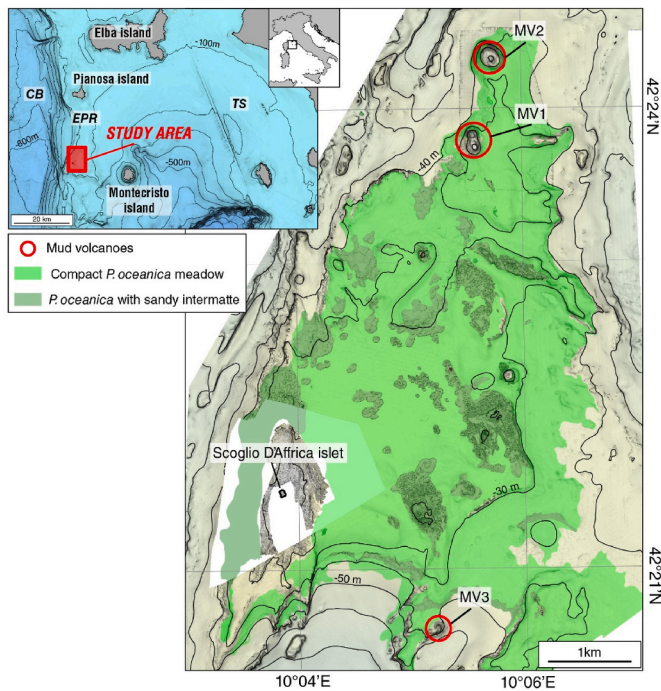 Elba island
-100m
Pianosa island
CB
EPR
TS
STUDY AREA
-800m
-500m
Montecristo
island
20 km
Mud volcanoes
Compact P. oceanica meadow
P. oceanica with sandy intermatte
MV2
MV1
42°24'N
-40 m
Scoglio D'Affrica islet
-30 m
42°21'N
-50 m
MV3
1km
10°04'E
10°06'E